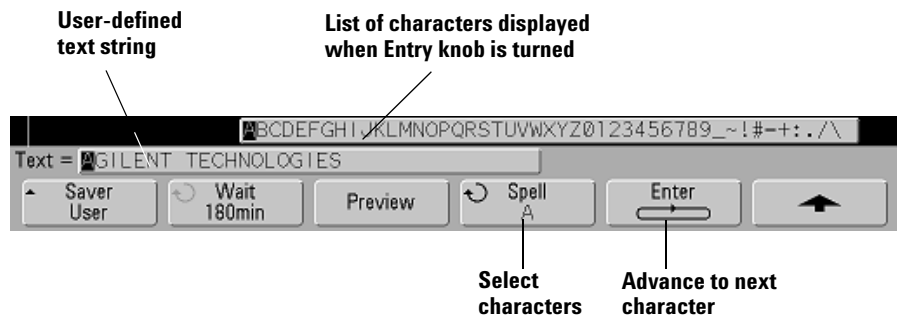 User-defined
text string
List of characters displayed
when Entry knob is turned
ABCDEFGHIJKLMNOPQRSTUVWXYZ0123456789_~!#-+:./\
Text = AGILENT TECHNOLOGIES
Saver
User
Wait
180min
Preview
Spell
A
Enter
Select
characters
Advance to next
character